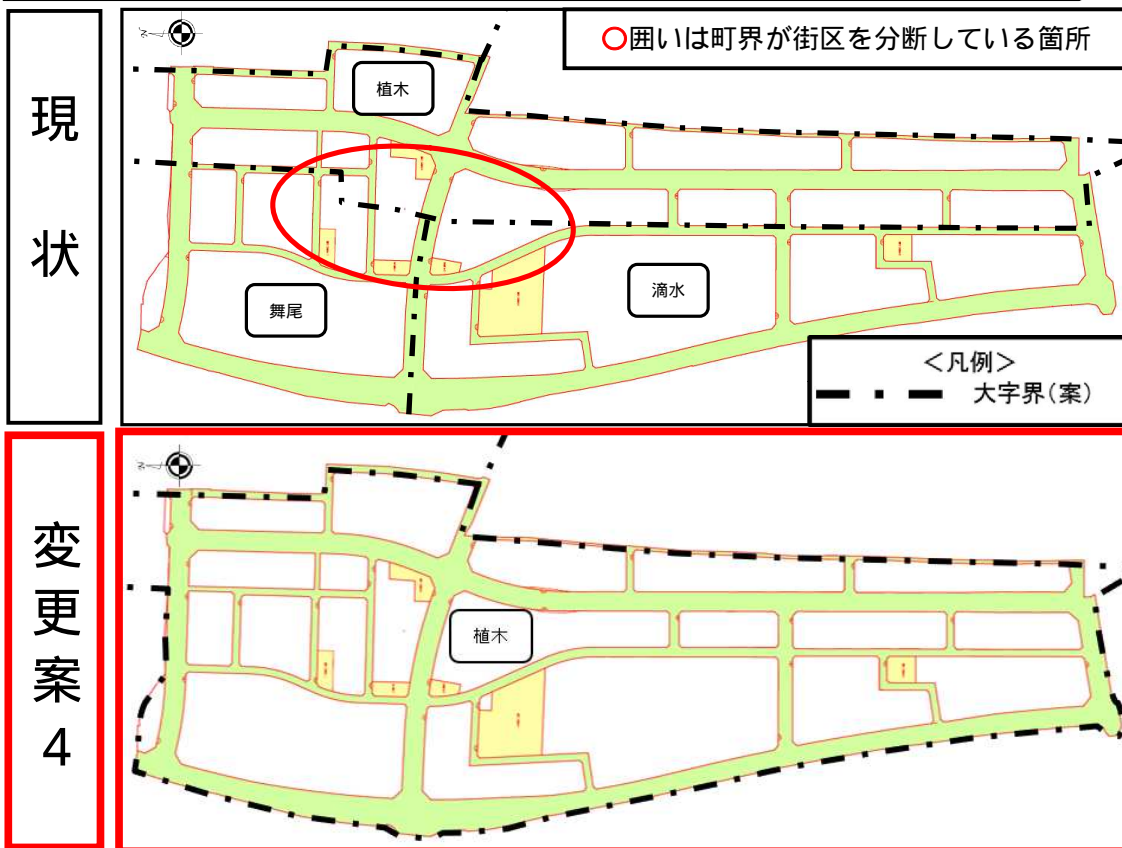 現状
○囲いは町界が街区を分断している箇所
植木
舞尾
滴水
＜凡例＞
大字界（案）
変更案４
植木